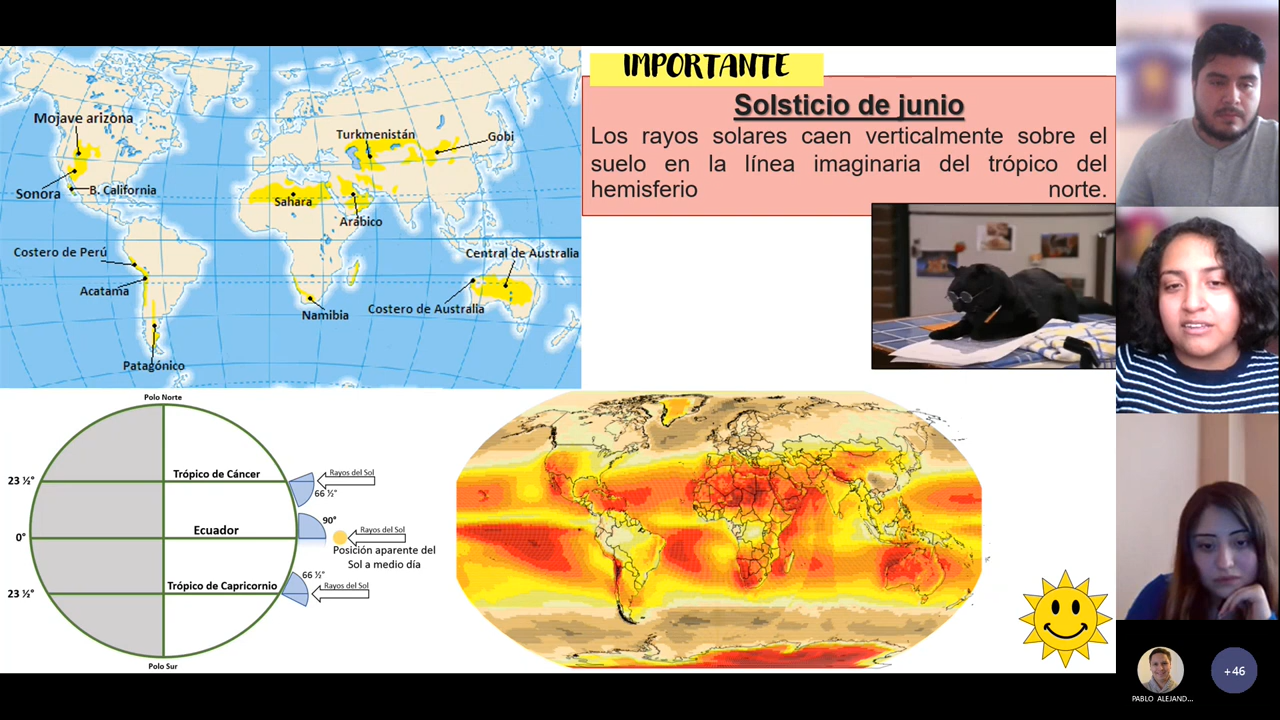 IMPORTANTE
Solsticio de junio
Los rayos solares caen verticalmente sobre el
suelo en la línea imaginaria del trópico del
hemisferio norte.
Mojave arizona
Sonora
B. California
Costero de Perú
Acatama
Patagónico
Sahara
Turkmenistán
Gobi
Arábico
Namibia
Central de Australia
Costero de Australia
Polo Norte
23 ½°
Trópico de Cáncer
Rayos del Sol
66 ½°
0°
Ecuador
90°
Rayos del Sol
Posición aparente del
Sol a medio día
23 ½°
Trópico de Capricornio
66 ½°
Rayos del Sol
Polo Sur
PABLO ALEJAND...
+46